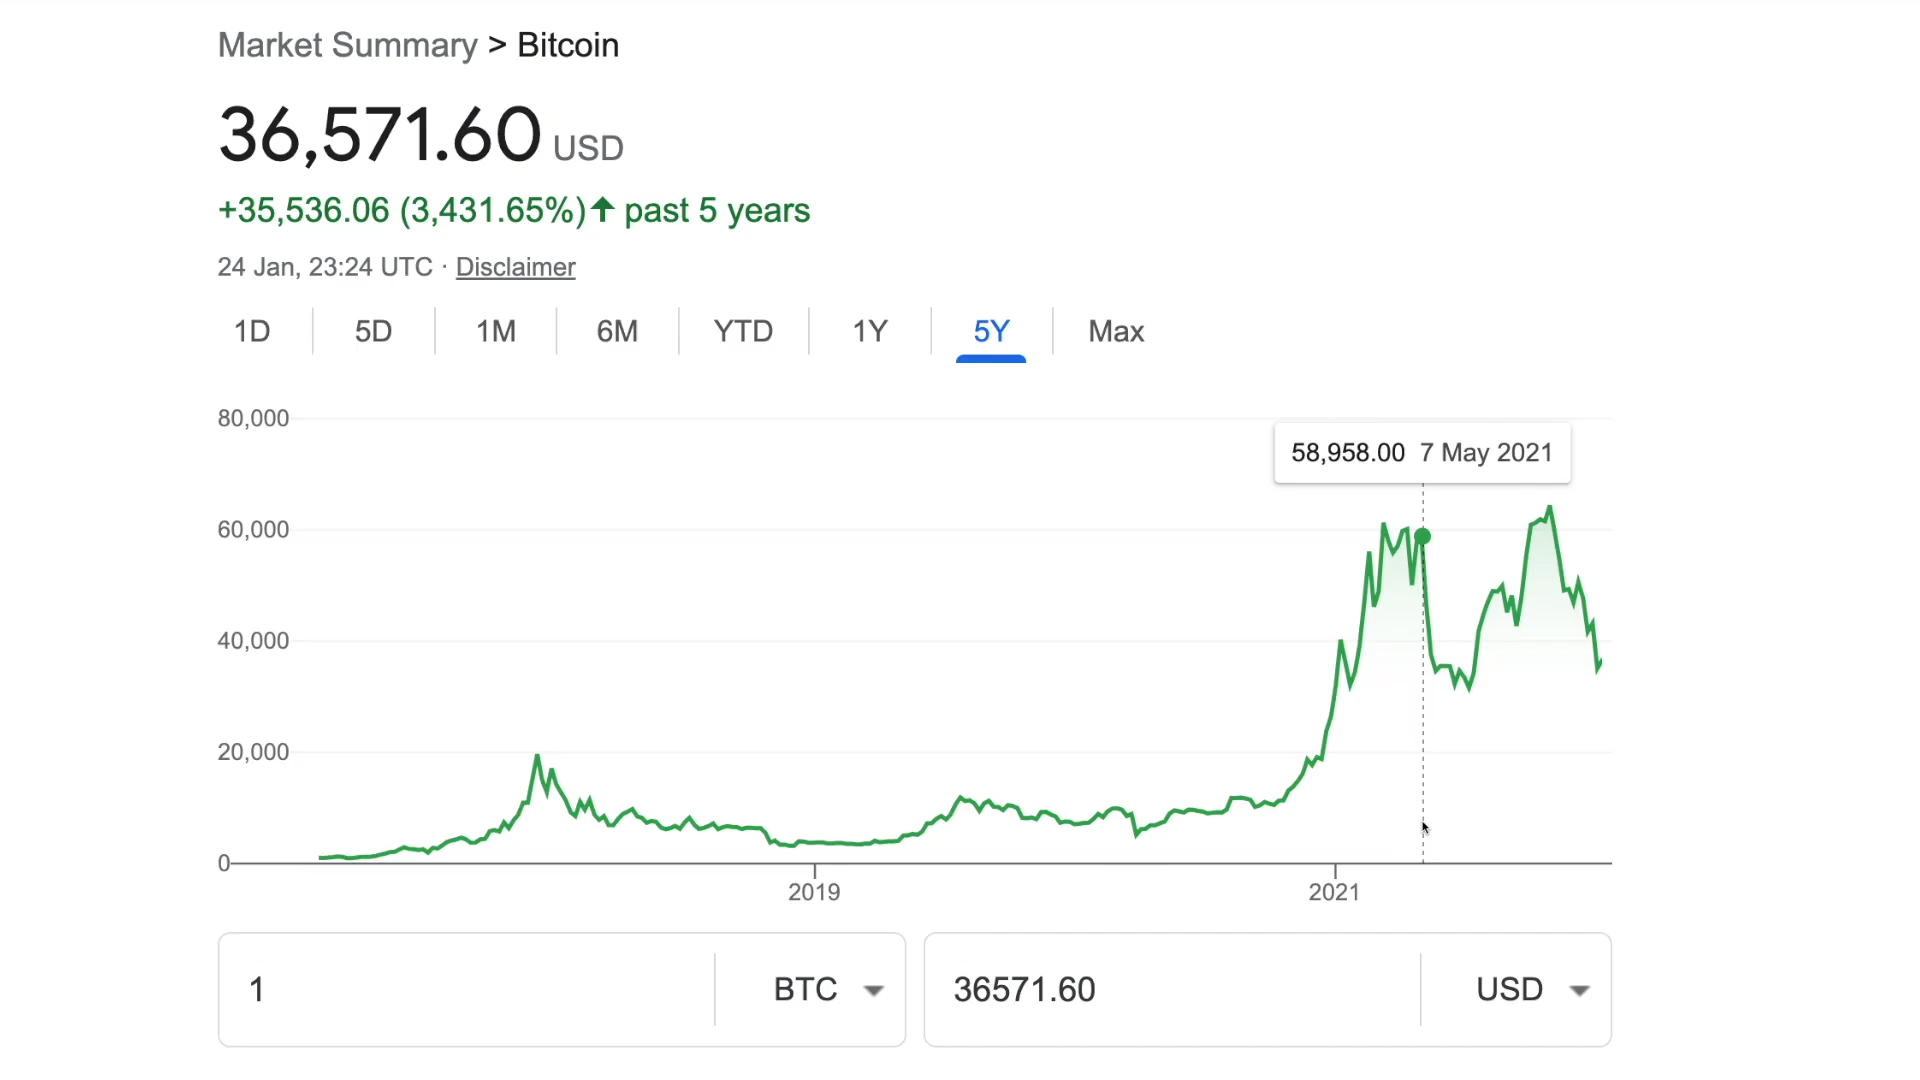 Market Summary > Bitcoin
36,571.60 USD
+35,536.06 (3,431.65%)↑ past 5 years
24 Jan, 23:24 UTC · Disclaimer
1D 5D 1M 6M YTD 1Y 5Y Max
80,000
58,958.00 7 May 2021
60,000
40,000
20,000
0
2019 2021
1 BTC 36571.60 USD